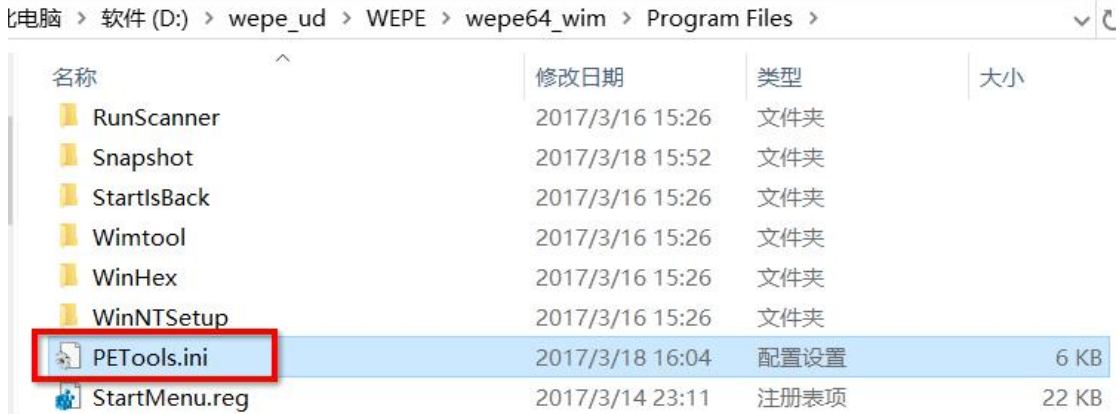 电脑 > 软件 (D:) > wepe_ud > WEPE > wepe64_wim > Program Files >
名称 修改日期 类型 大小
RunScanner 2017/3/16 15:26 文件夹
Snapshot 2017/3/18 15:52 文件夹
StartIsBack 2017/3/16 15:26 文件夹
Wimtool 2017/3/16 15:26 文件夹
WinHex 2017/3/16 15:26 文件夹
WinNTSetup 2017/3/16 15:26 文件夹
PETools.ini 2017/3/18 16:04 配置设置 6 KB
StartMenu.reg 2017/3/14 23:11 注册表项 22 KB